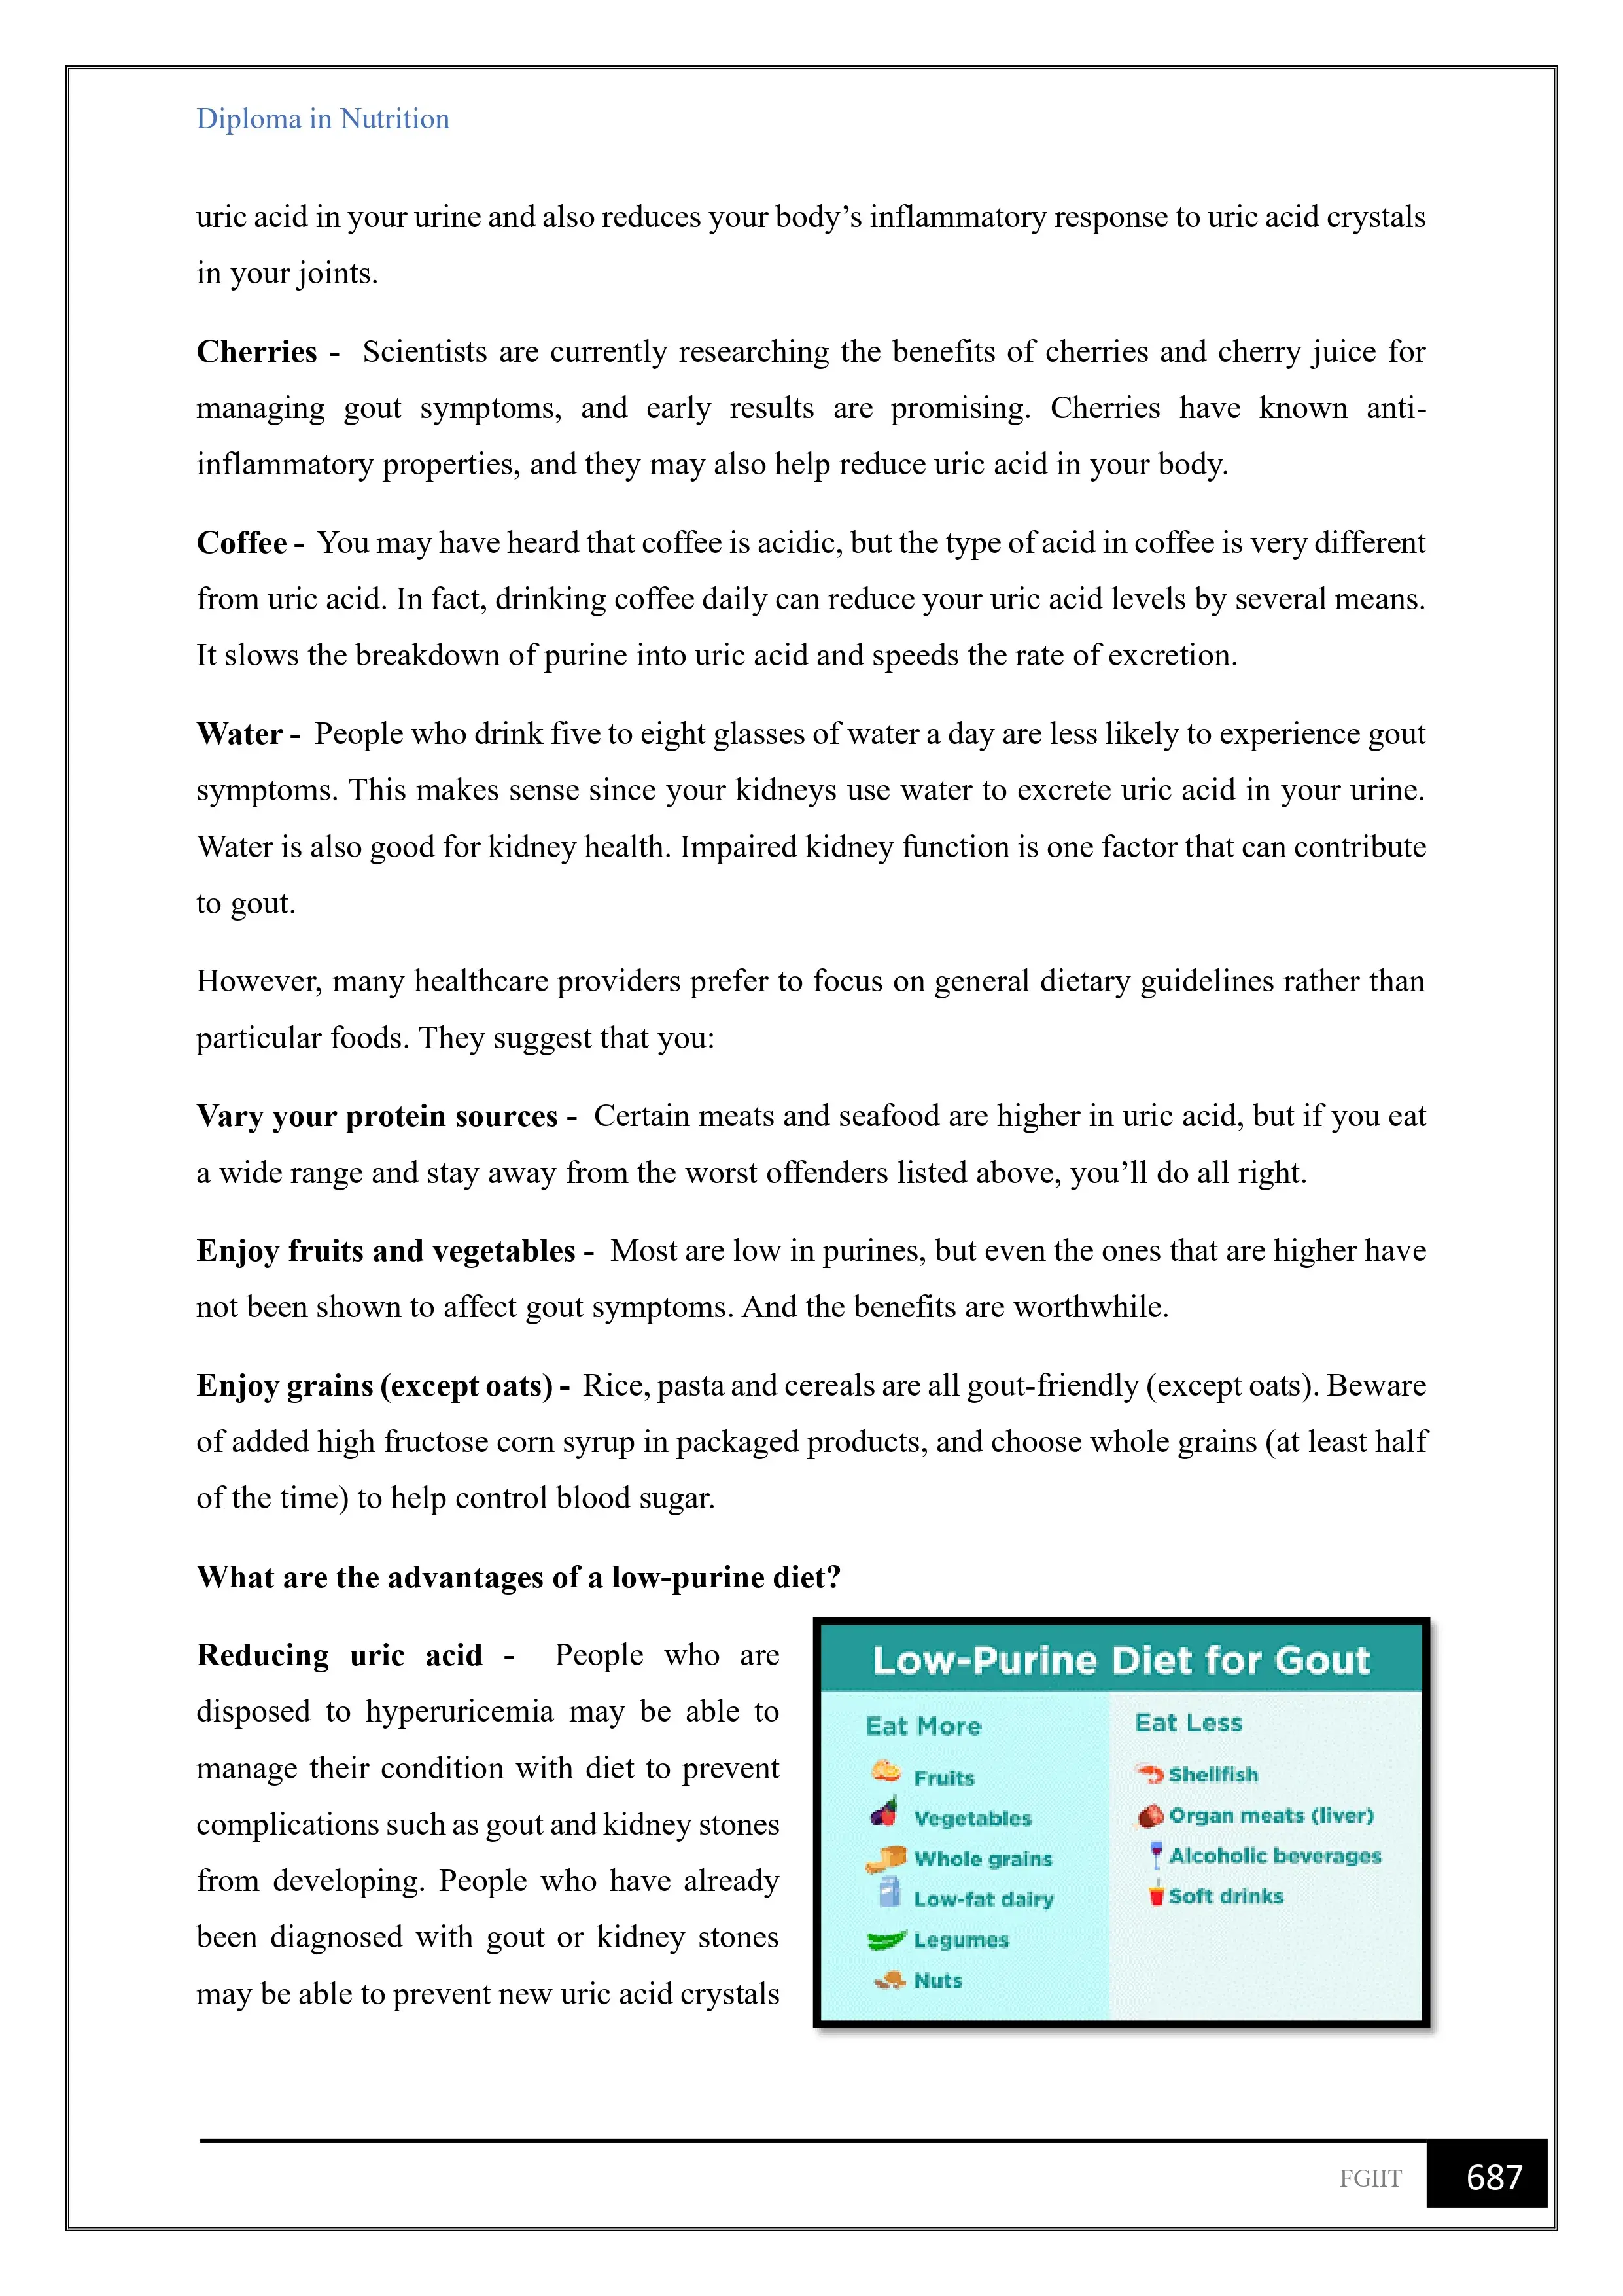 Diploma in Nutrition
uric acid in your urine and also reduces your body’s inflammatory response to uric acid crystals
in your joints.
Cherries - Scientists are currently researching the benefits of cherries and cherry juice for
managing gout symptoms, and early results are promising. Cherries have known anti-
inflammatory properties, and they may also help reduce uric acid in your body.
Coffee - You may have heard that coffee is acidic, but the type of acid in coffee is very different
from uric acid. In fact, drinking coffee daily can reduce your uric acid levels by several means.
It slows the breakdown of purine into uric acid and speeds the rate of excretion.
Water - People who drink five to eight glasses of water a day are less likely to experience gout
symptoms. This makes sense since your kidneys use water to excrete uric acid in your urine.
Water is also good for kidney health. Impaired kidney function is one factor that can contribute
to gout.
However, many healthcare providers prefer to focus on general dietary guidelines rather than
particular foods. They suggest that you:
Vary your protein sources - Certain meats and seafood are higher in uric acid, but if you eat
a wide range and stay away from the worst offenders listed above, you’ll do all right.
Enjoy fruits and vegetables - Most are low in purines, but even the ones that are higher have
not been shown to affect gout symptoms. And the benefits are worthwhile.
Enjoy grains (except oats) - Rice, pasta and cereals are all gout-friendly (except oats). Beware
of added high fructose corn syrup in packaged products, and choose whole grains (at least half
of the time) to help control blood sugar.
What are the advantages of a low-purine diet?
Reducing uric acid - People who are
disposed to hyperuricemia may be able to
manage their condition with diet to prevent
complications such as gout and kidney stones
from developing. People who have already
been diagnosed with gout or kidney stones
may be able to prevent new uric acid crystals
Low-Purine Diet for Gout
Eat More
Fruits
Vegetables
Whole grains
Low-fat dairy
Legumes
Nuts
Eat Less
Shellfish
Organ meats (liver)
Alcoholic beverages
Soft drinks
FGIIT 687